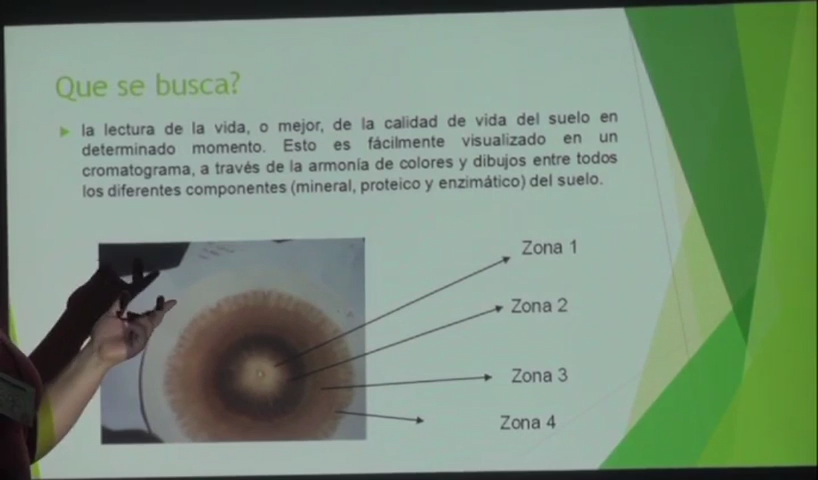 Que se busca?
la lectura de la vida, o mejor, de la calidad de vida del suelo en
determinado momento. Esto es fácilmente visualizado en un
cromatograma, a través de la armonía de colores y dibujos entre todos
los diferentes componentes (mineral, proteico y enzimático) del suelo.
Zona 1
Zona 2
Zona 3
Zona 4